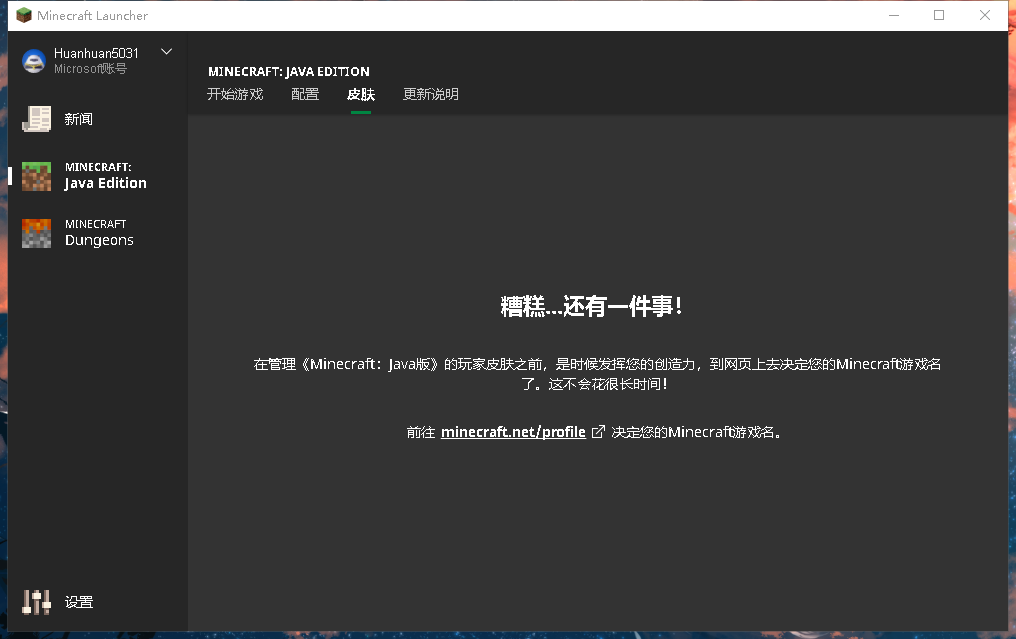 Minecraft Launcher
Huanhuan5031
Microsoft账号
新闻
MINECRAFT:
Java Edition
MINECRAFT
Dungeons
设置
MINECRAFT: JAVA EDITION
开始游戏 配置 皮肤 更新说明
糟糕...还有一件事!
在管理《Minecraft：Java版》的玩家皮肤之前，是时候发挥您的创造力，到网页上去决定您的Minecraft游戏名
了。这不会花很长时间！
前往 minecraft.net/profile 决定您的Minecraft游戏名。